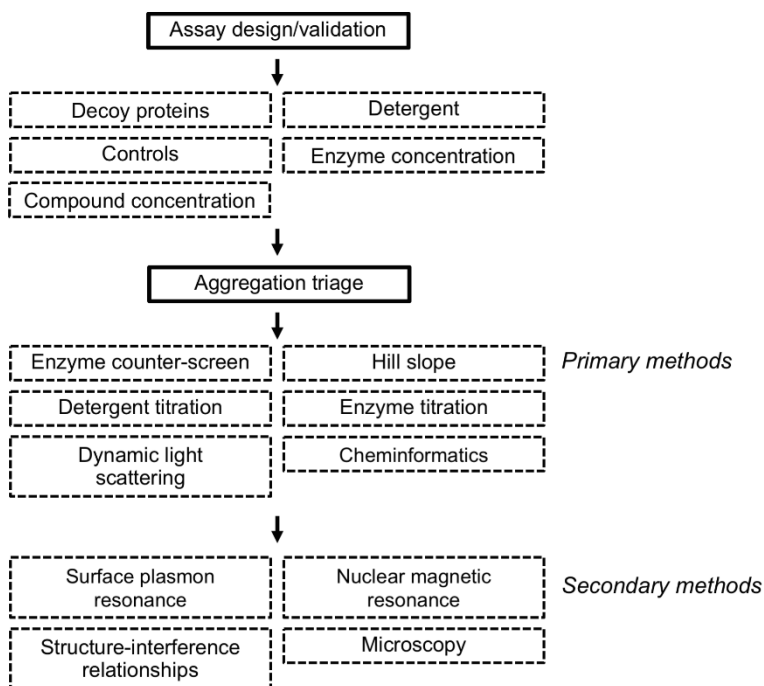 Assay design/validation
Decoy proteins
Detergent
Controls
Enzyme concentration
Compound concentration
Aggregation triage
Enzyme counter-screen
Hill slope
Primary methods
Detergent titration
Enzyme titration
Dynamic light
scattering
Cheminformatics
Surface plasmon
resonance
Nuclear magnetic
resonance
Secondary methods
Structure-interference
relationships
Microscopy